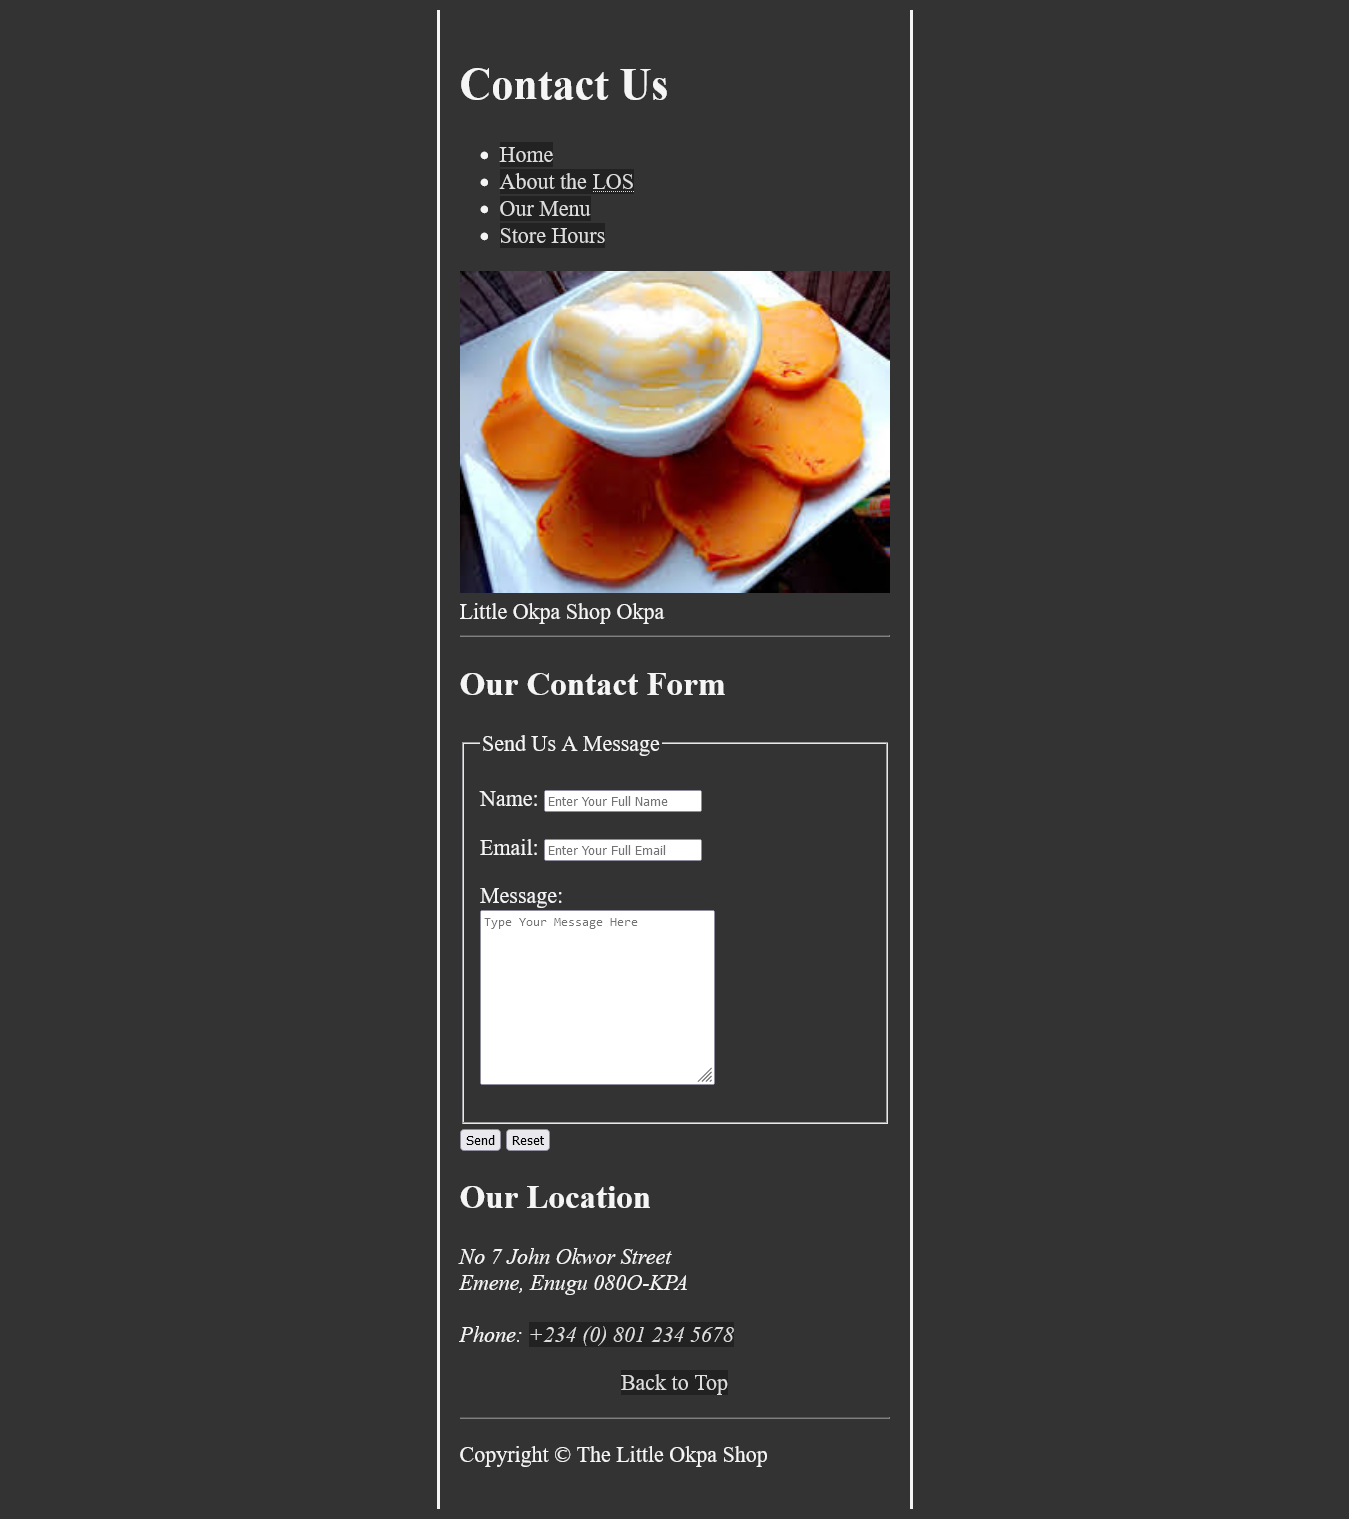 Contact Us
Home
About the LOS
Our Menu
Store Hours
Little Okpa Shop Okpa
Our Contact Form
Send Us A Message
Name: Enter Your Full Name
Email: Enter Your Full Email
Message:
Type Your Message Here
Send Reset
Our Location
No 7 John Okwor Street
Emene, Enugu 080O-KPA
Phone: +234 (0) 801 234 5678
Back to Top
Copyright © The Little Okpa Shop